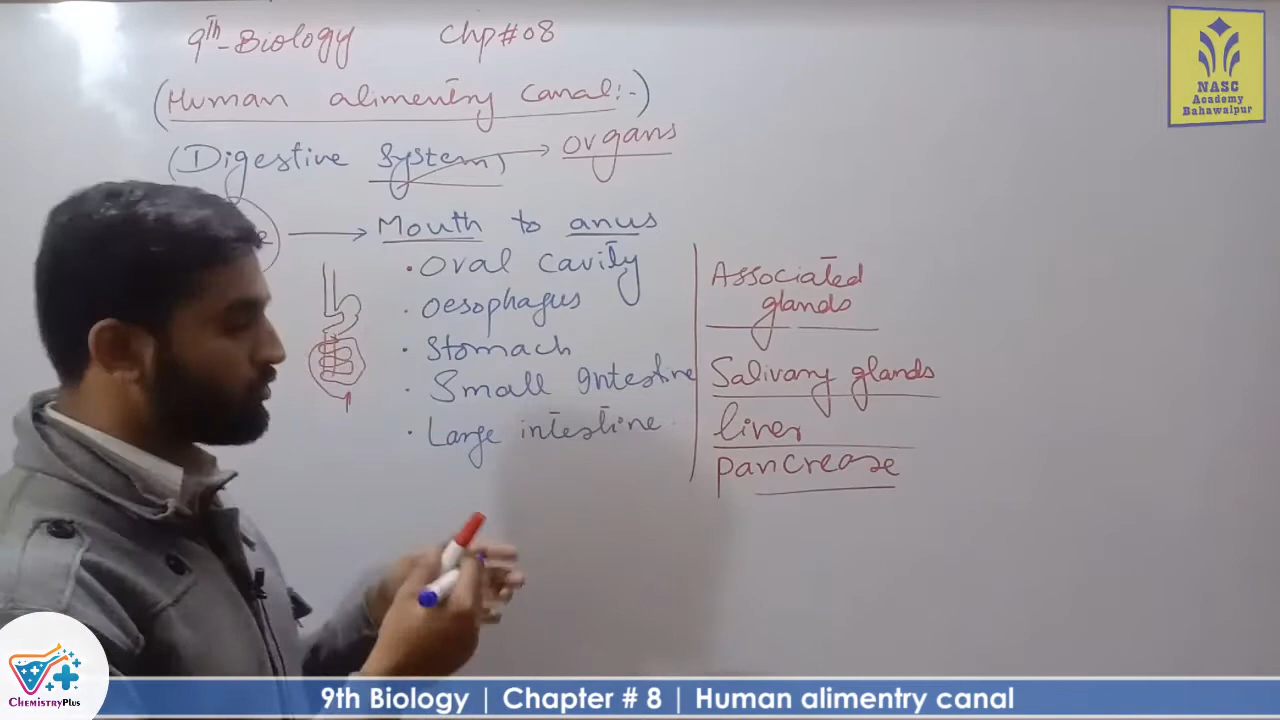 9th-Biology Chp#08
(Human alimentry canal:-)
(Digestive System) → organs
→ Mouth to anus
• Oval cavity
• Oesophagus
• Stomach
• Small Intestine
• Large intestine
Associated
glands
Salivary glands
liver
pancrease
NASC
Academy
Bahawalpur
CHEMISTRYPLUS
9th Biology | Chapter # 8 | Human alimentry canal